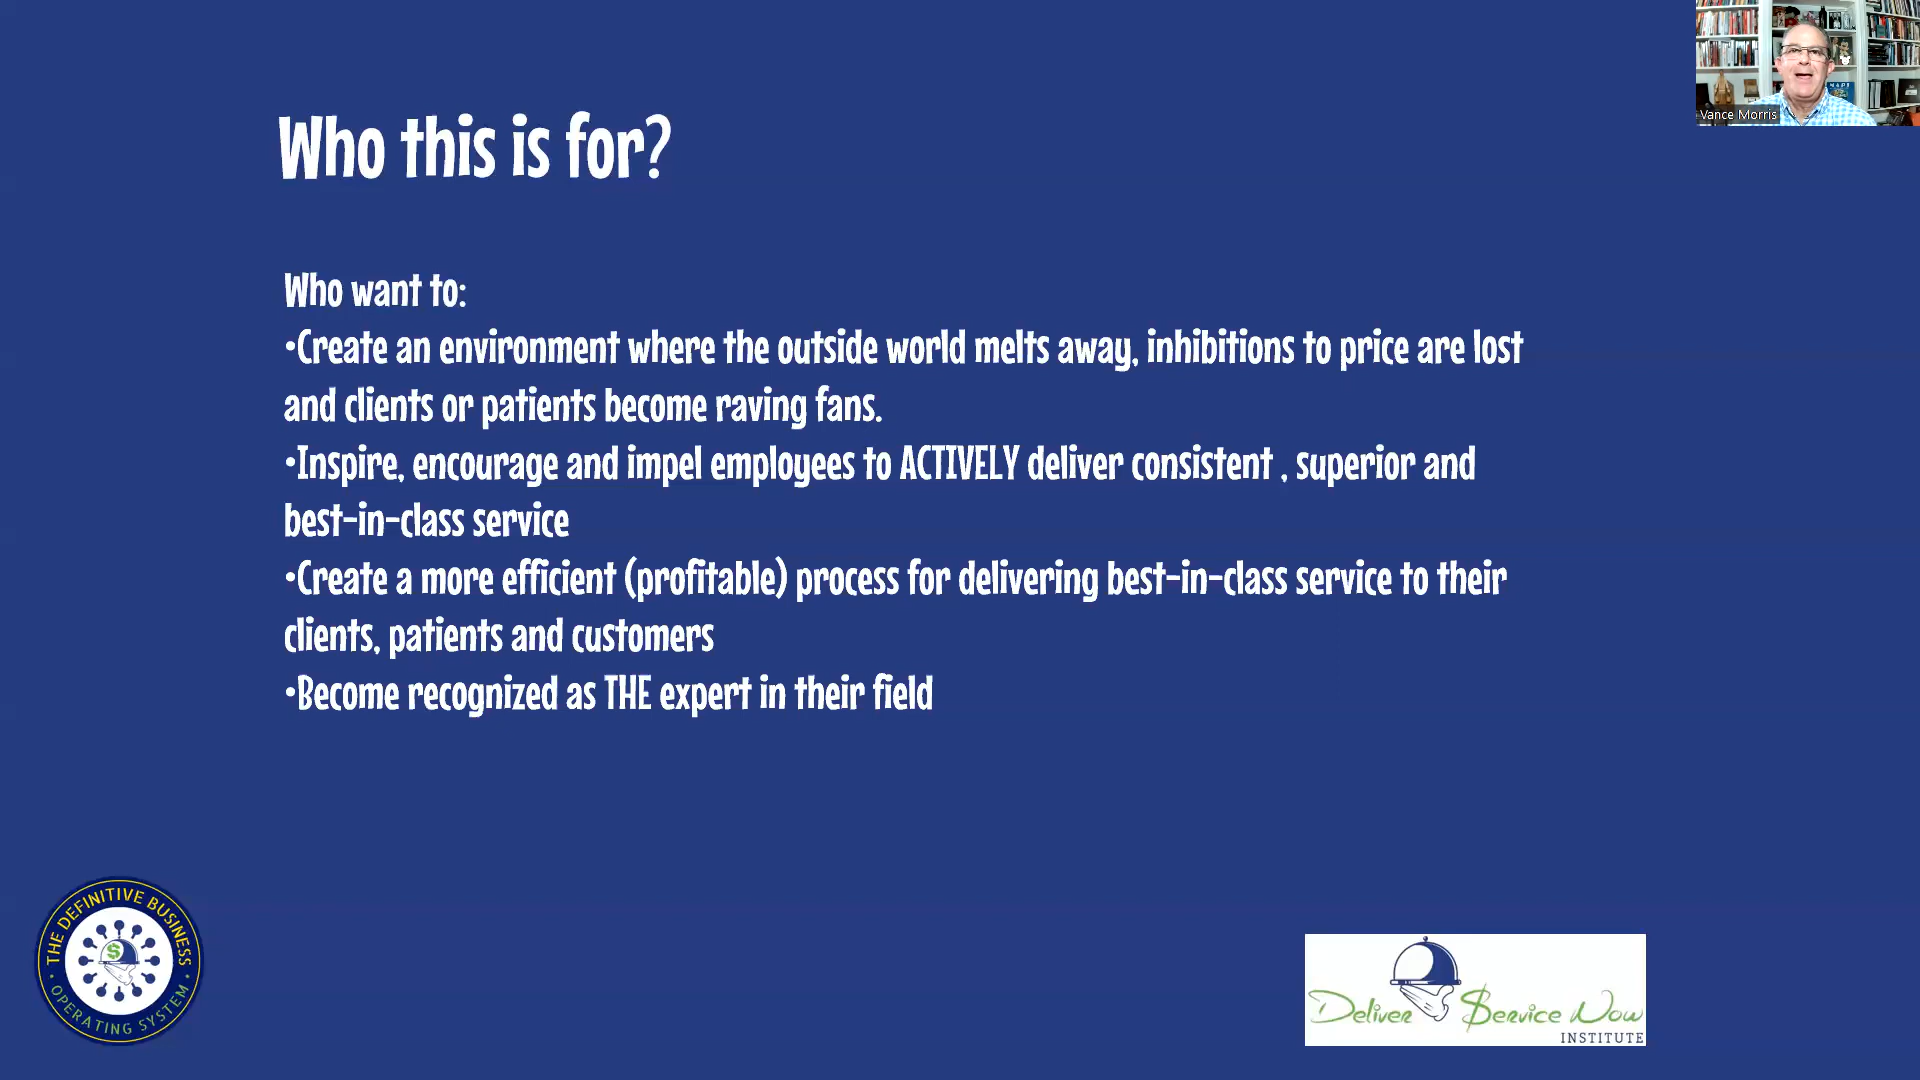 Vance Morris
Who this is for?
Who want to:
•Create an environment where the outside world melts away, inhibitions to price are lost
and clients or patients become raving fans.
•Inspire, encourage and impel employees to ACTIVELY deliver consistent , superior and
best-in-class service
•Create a more efficient (profitable) process for delivering best-in-class service to their
clients, patients and customers
•Become recognized as THE expert in their field
THE DEFINITIVE BUSINESS
• OPERATING SYSTEM •
$
Deliver $ervice Now
INSTITUTE